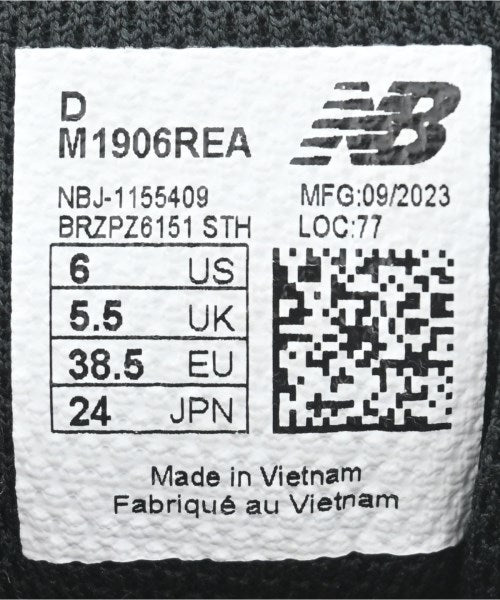 D
M1906REA
NB
NBJ-1155409
BRZPZ6151 STH
MFG:09/2023
LOC:77
6 US
5.5 UK
38.5 EU
24 JPN
Made in Vietnam
Fabriqué au Vietnam